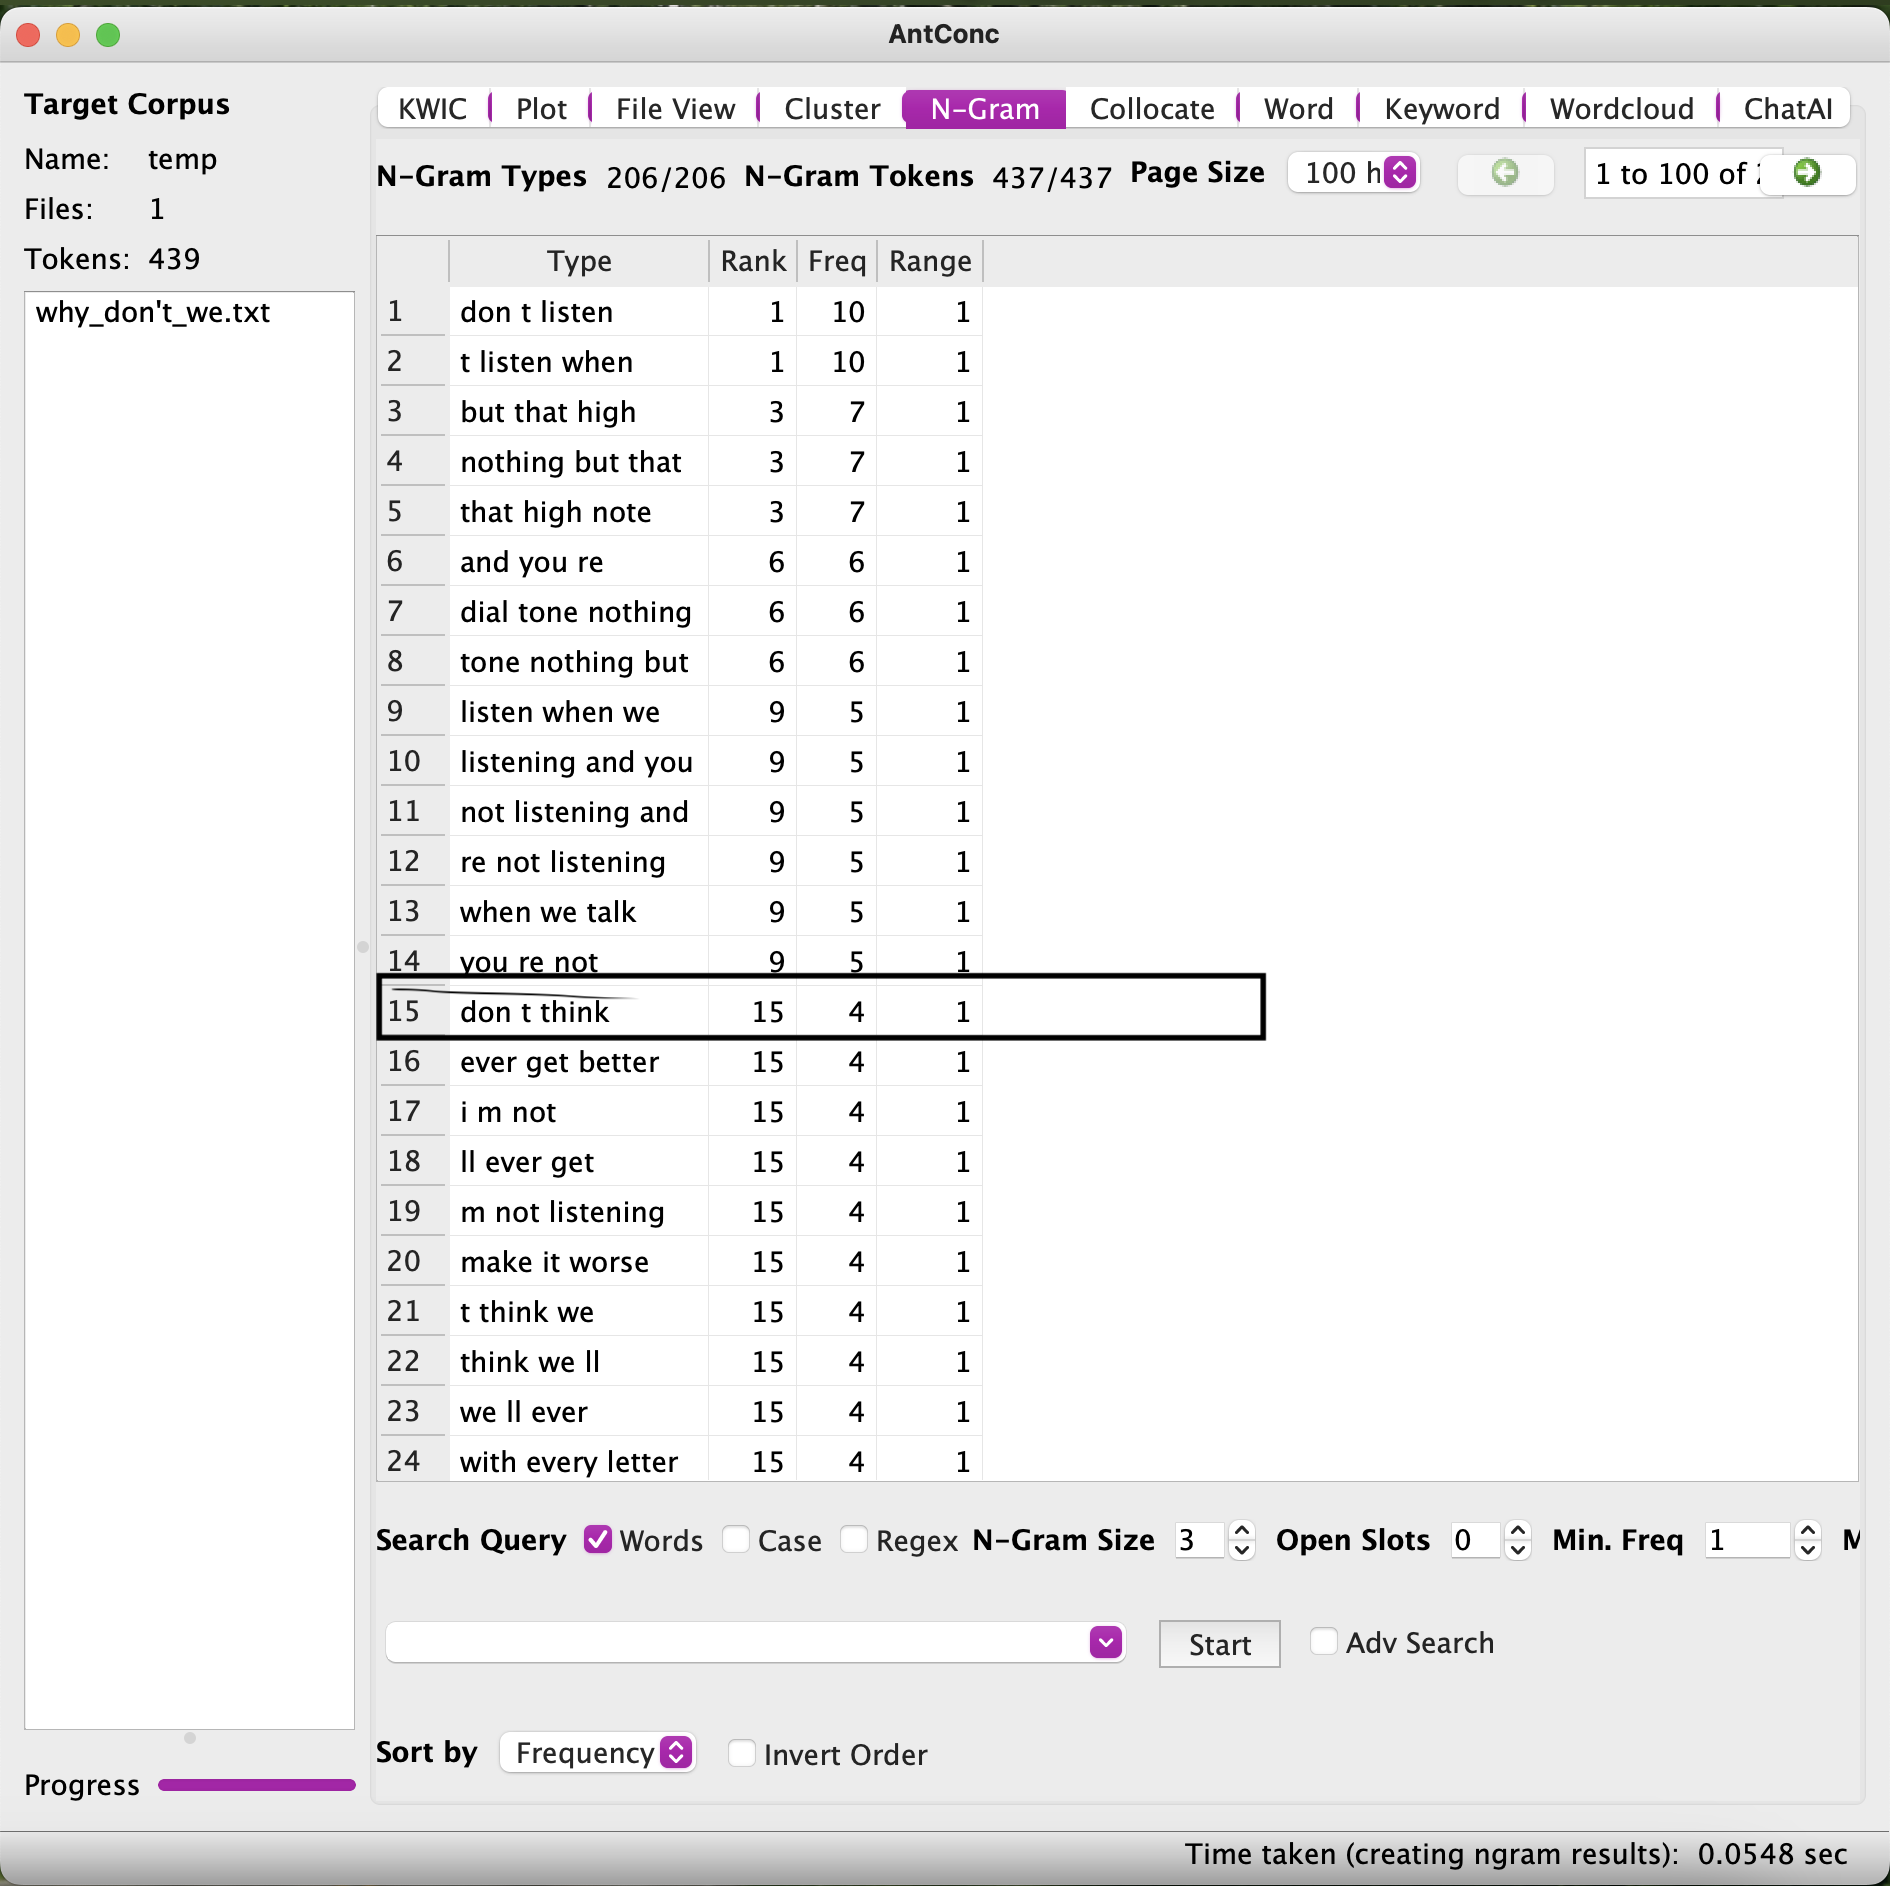 AntConc
Target Corpus
Name: temp
Files: 1
Tokens: 439
why_don't_we.txt
Progress
KWIC Plot File View Cluster N-Gram Collocate Word Keyword Wordcloud ChatAI
N-Gram Types 206/206 N-Gram Tokens 437/437 Page Size 100 h 1 to 100 of
Type Rank Freq Range
1 don t listen 1 10 1
2 t listen when 1 10 1
3 but that high 3 7 1
4 nothing but that 3 7 1
5 that high note 3 7 1
6 and you re 6 6 1
7 dial tone nothing 6 6 1
8 tone nothing but 6 6 1
9 listen when we 9 5 1
10 listening and you 9 5 1
11 not listening and 9 5 1
12 re not listening 9 5 1
13 when we talk 9 5 1
14 you re not 9 5 1
15 don t think 15 4 1
16 ever get better 15 4 1
17 i m not 15 4 1
18 ll ever get 15 4 1
19 m not listening 15 4 1
20 make it worse 15 4 1
21 t think we 15 4 1
22 think we ll 15 4 1
23 we ll ever 15 4 1
24 with every letter 15 4 1
Search Query Words Case Regex N-Gram Size 3 Open Slots 0 Min. Freq 1
Start Adv Search
Sort by Frequency Invert Order
Time taken (creating ngram results): 0.0548 sec